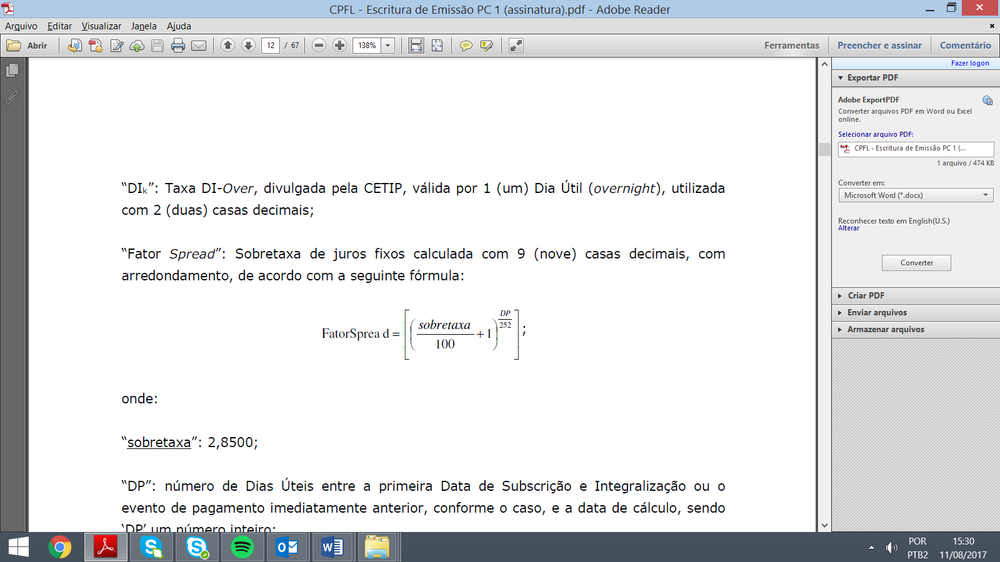 CPFL - Escritura de Emissão PC 1 (assinatura).pdf - Adobe Reader
Arquivo Editar Visualizar Janela Ajuda
Abrir 12 / 67 138% Ferramentas Preencher e assinar Comentário
Fazer logon
Exportar PDF
Adobe ExportPDF
Converter arquivos PDF em Word ou Excel
online.
Selecionar arquivo PDF:
CPFL - Escritura de Emissão PC 1 (...
1 arquivo / 474 KB
Converter em:
Microsoft Word (*.docx)
Reconhecer texto em English(U.S.)
Alterar
Converter
Criar PDF
Enviar arquivos
Armazenar arquivos
“DIₖ”: Taxa DI-Over, divulgada pela CETIP, válida por 1 (um) Dia Útil (overnight), utilizada
com 2 (duas) casas decimais;
“Fator Spread”: Sobretaxa de juros fixos calculada com 9 (nove) casas decimais, com
arredondamento, de acordo com a seguinte fórmula:
FatorSprea d = [(sobretaxa/100 + 1)^(DP/252)];
onde:
“sobretaxa”: 2,8500;
“DP”: número de Dias Úteis entre a primeira Data de Subscrição e Integralização ou o
evento de pagamento imediatamente anterior, conforme o caso, e a data de cálculo, sendo
‘DP’ um número inteiro;
POR 15:30
PTB2 11/08/2017